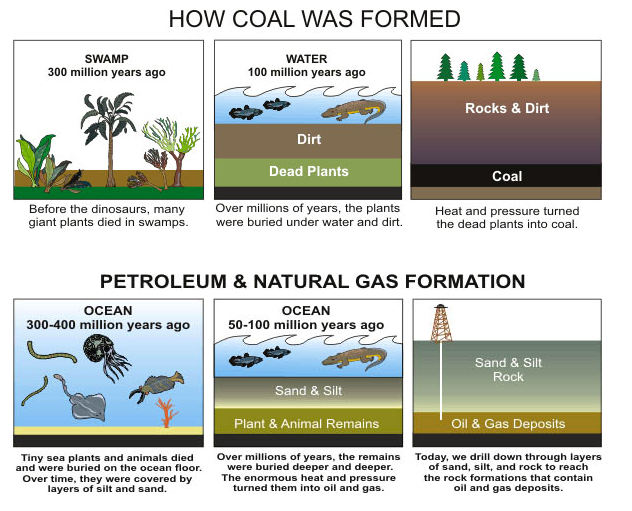 HOW COAL WAS FORMED
SWAMP
300 million years ago
Before the dinosaurs, many
giant plants died in swamps.
WATER
100 million years ago
Dirt
Dead Plants
Over millions of years, the plants
were buried under water and dirt.
Rocks & Dirt
Coal
Heat and pressure turned
the dead plants into coal.
PETROLEUM & NATURAL GAS FORMATION
OCEAN
300-400 million years ago
Tiny sea plants and animals died
and were buried on the ocean floor.
Over time, they were covered by
layers of silt and sand.
OCEAN
50-100 million years ago
Sand & Silt
Plant & Animal Remains
Over millions of years, the remains
were buried deeper and deeper.
The enormous heat and pressure
turned them into oil and gas.
Sand & Silt
Rock
Oil & Gas Deposits
Today, we drill down through layers
of sand, silt, and rock to reach
the rock formations that contain
oil and gas deposits.